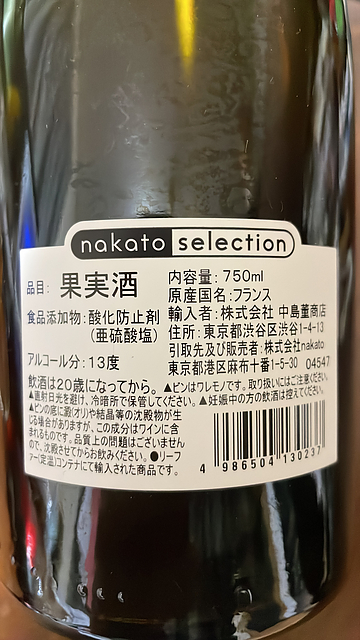 nakato selection
品目: 果実酒
食品添加物: 酸化防止剤
(亜硫酸塩)
アルコール分: 13度
内容量: 750ml
原産国名: フランス
輸入者: 株式会社 中島董商店
住所: 東京都渋谷区渋谷1-4-13
引取先及び販売者: 株式会社nakato
東京都港区麻布十番1-5-30 04547
飲酒は20歳になってから。▲ビンはワレモノです。取り扱いにはご注意ください。
▲直射日光を避け、冷暗所で保管してください。▲妊娠中の方の飲酒は控えてください。
▲ビンの底に澱(オリ)や結晶等の沈殿物が生
じる場合がありますが、この成分はワインに含
まれるものです。品質上の問題はございません
ので、沈殿させてからお飲みください。●リーフ
ァー(定温)コンテナにて輸入された商品です。
4 986504 130237